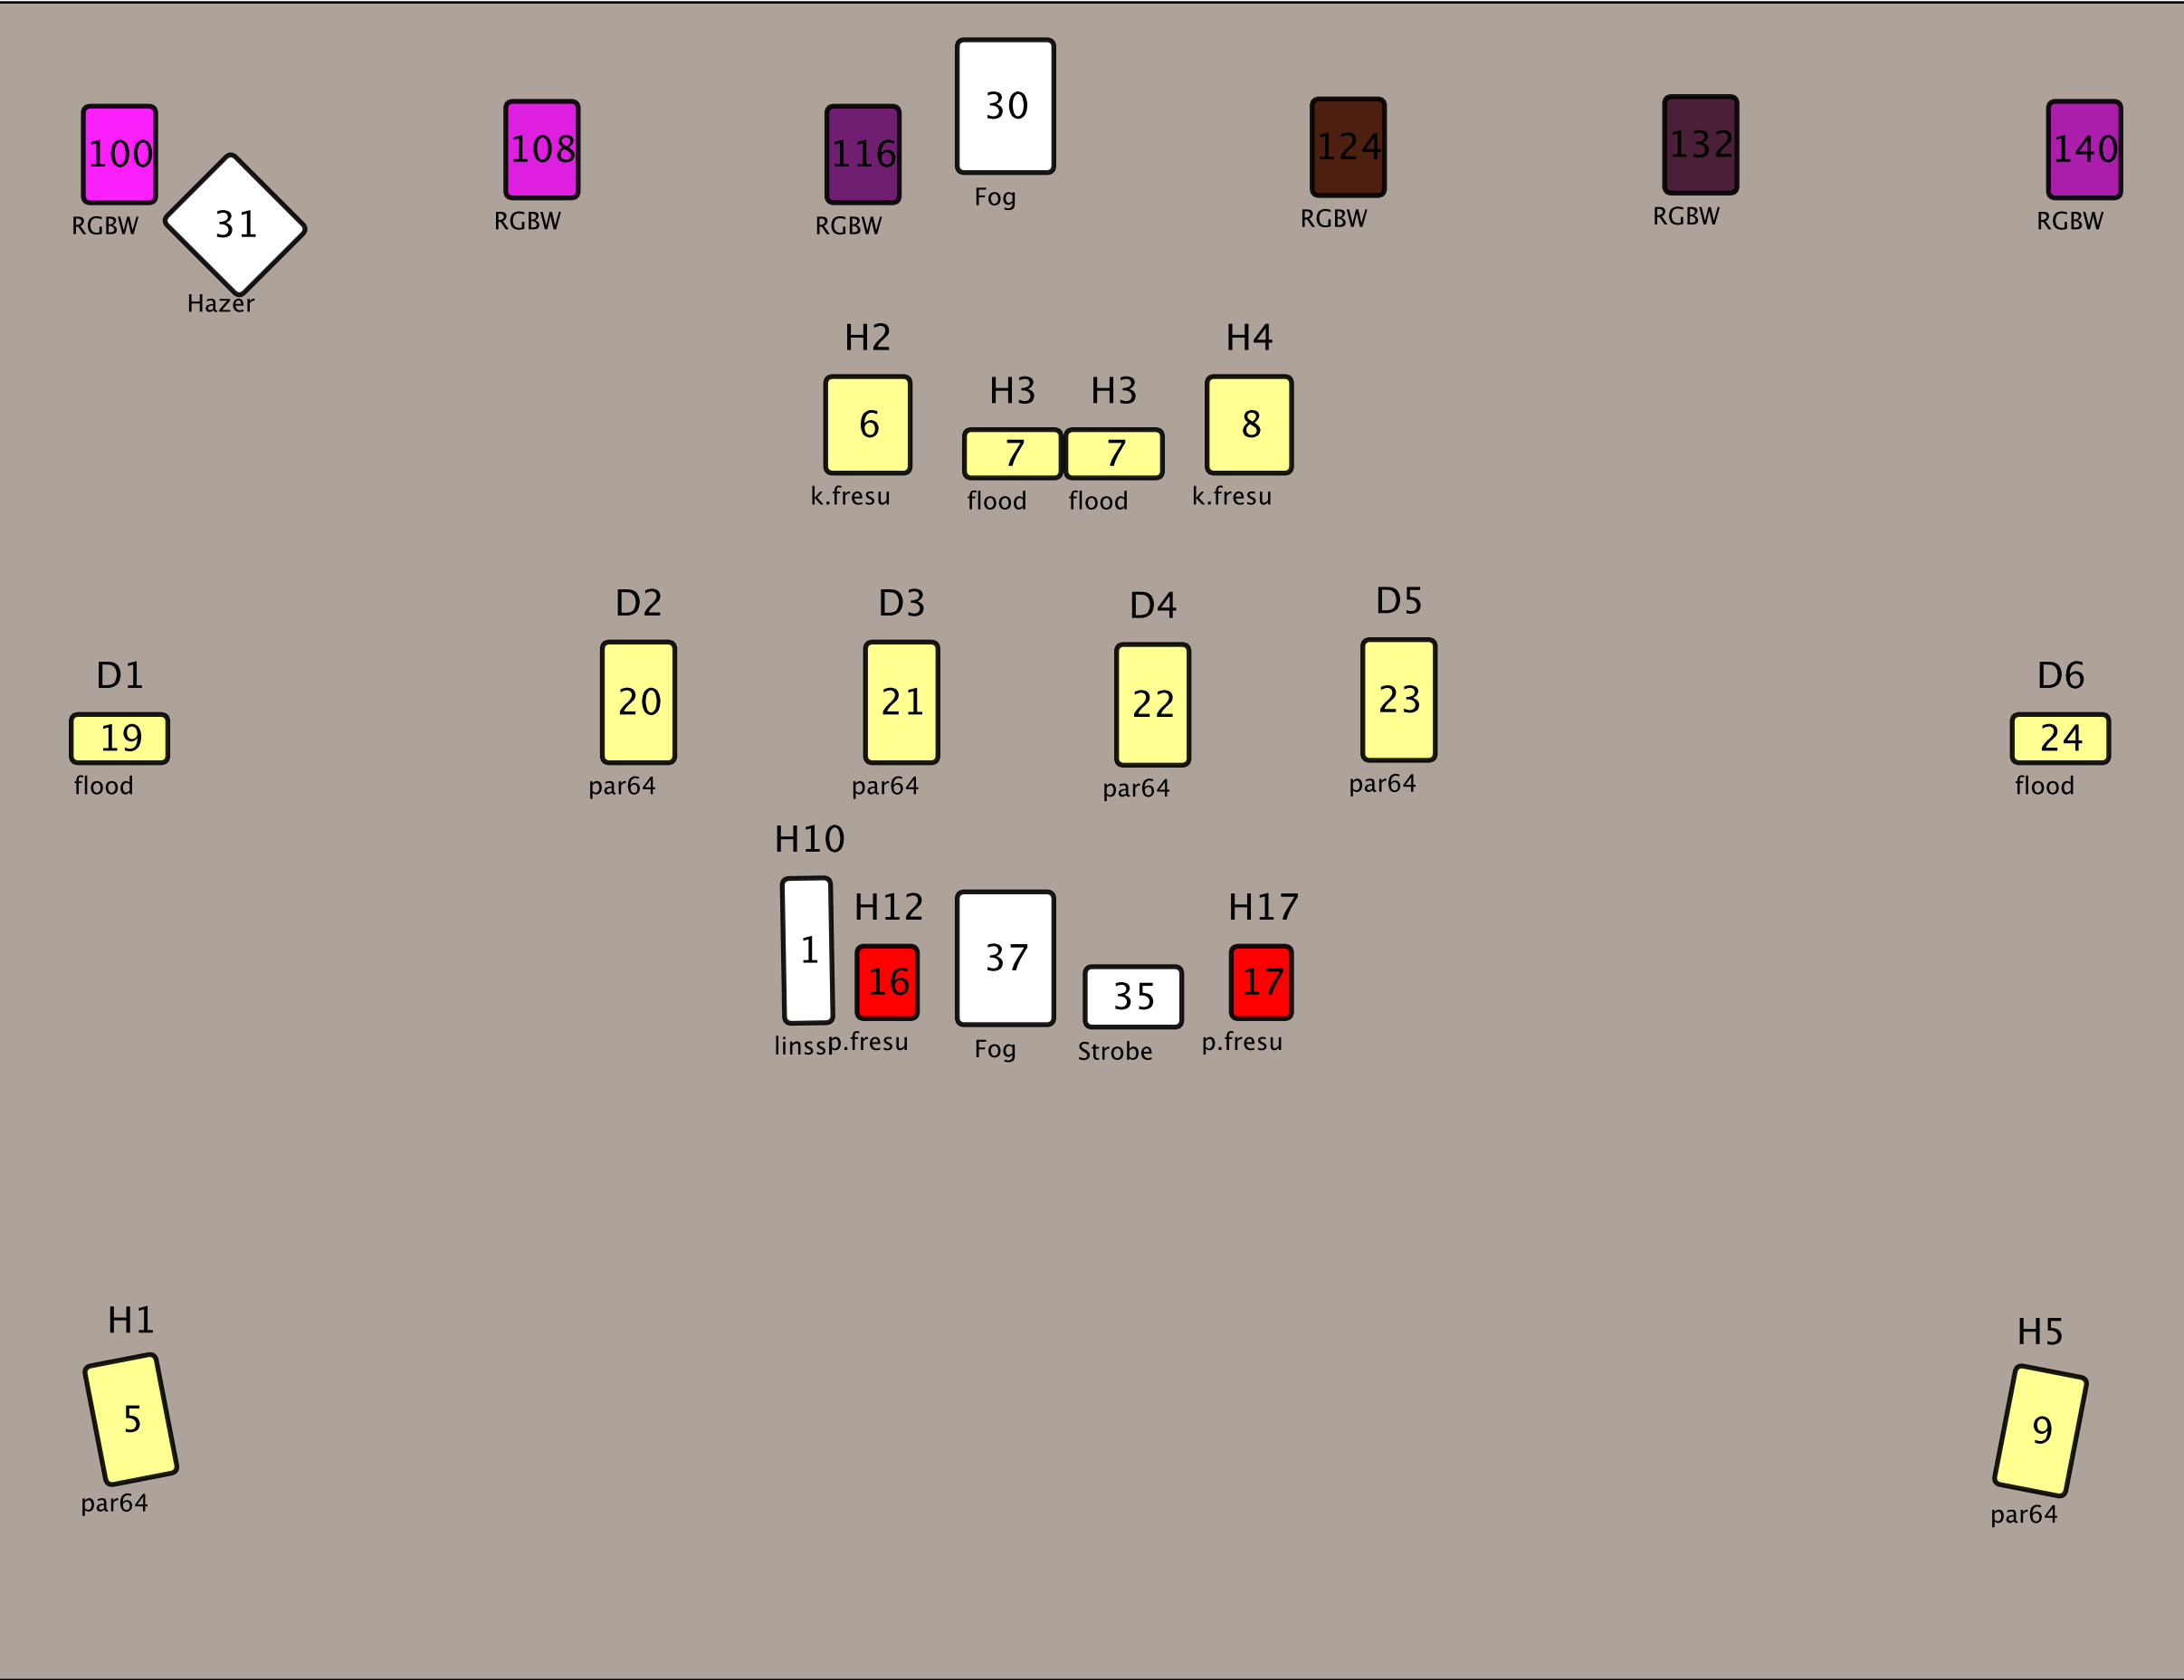 100
RGBW
31
Hazer
108
RGBW
116
RGBW
30
Fog
124
RGBW
132
RGBW
140
RGBW
H2
6
k.fresu
H3
7
flood
H3
7
flood
H4
8
k.fresu
D1
19
flood
D2
20
par64
D3
21
par64
D4
22
par64
D5
23
par64
D6
24
flood
H10
1
linssi
H12
16
p.fresu
37
Fog
35
Strobe
H17
17
p.fresu
H1
5
par64
H5
9
par64